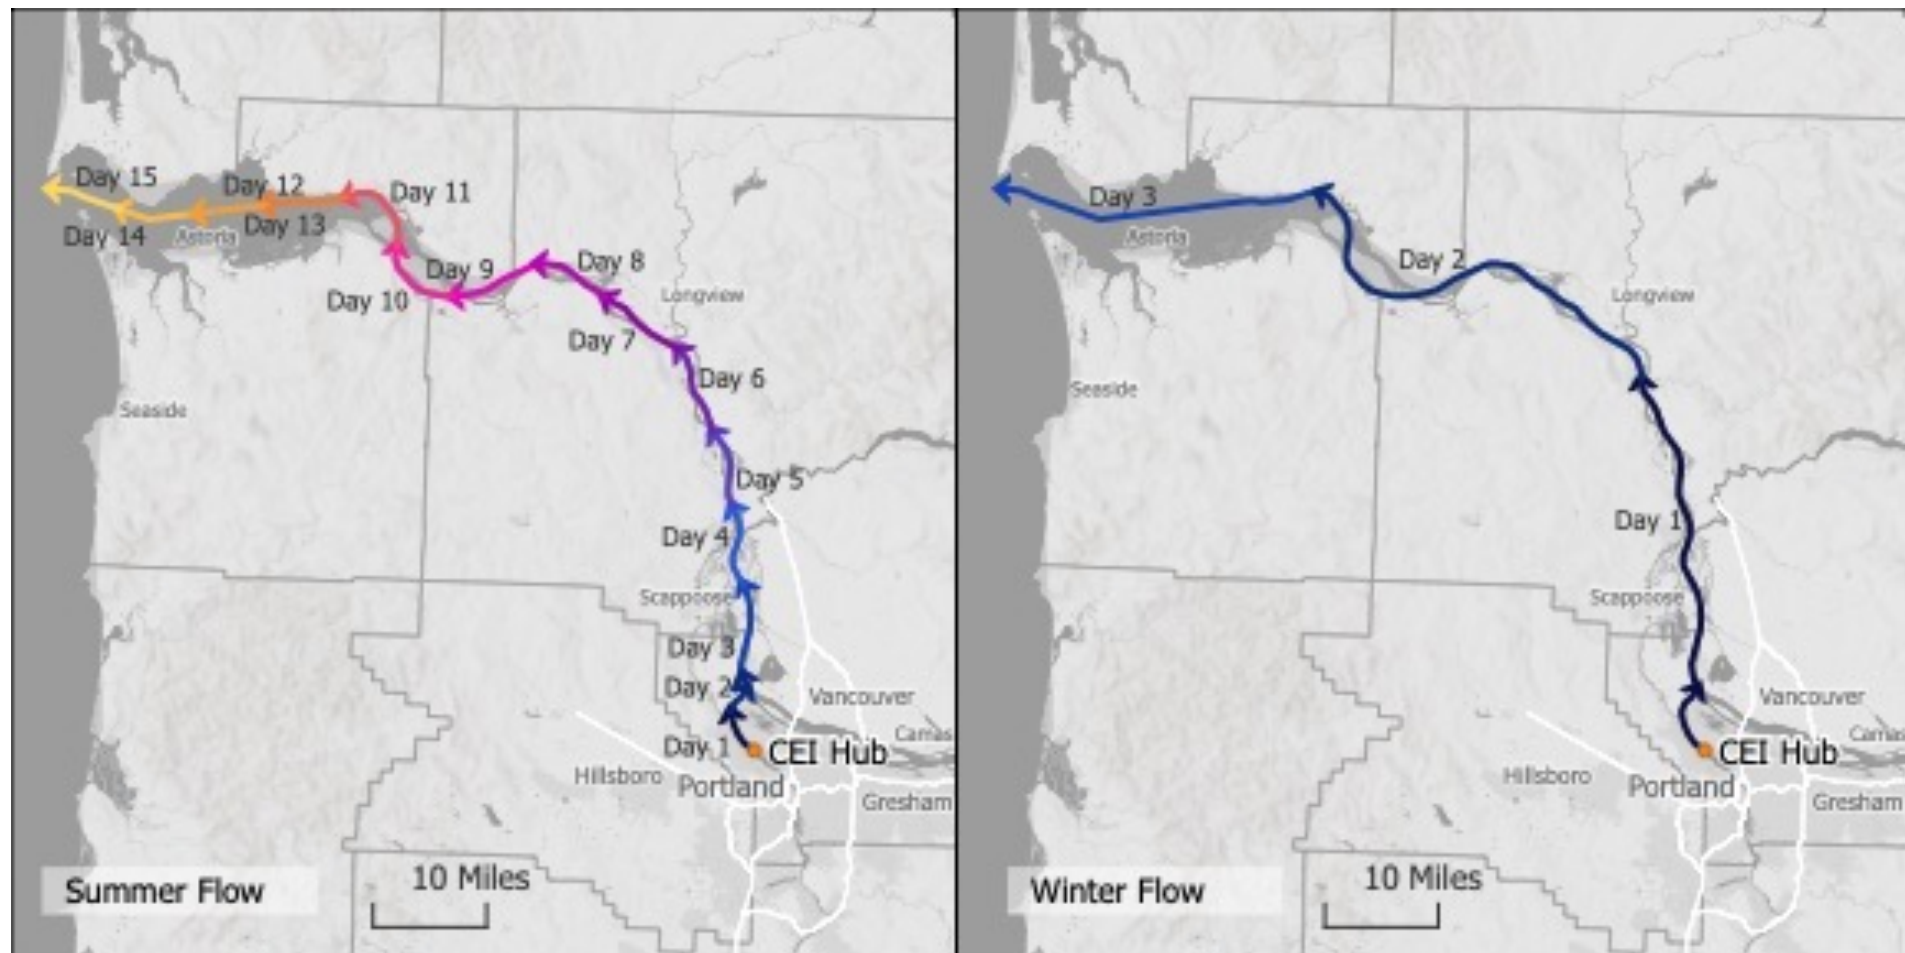 Day 15
Day 12
Day 11
Day 14
Astoria
Day 13
Day 9
Day 8
Day 10
Longview
Day 7
Day 6
Seaside
Day 5
Day 4
Scappoose
Day 3
Day 2
Vancouver
Camas
Day 1
CEI Hub
Hillsboro
Portland
Gresham
Summer Flow
10 Miles
Day 3
Astoria
Day 2
Longview
Seaside
Day 1
Scappoose
Vancouver
Camas
CEI Hub
Hillsboro
Portland
Gresham
Winter Flow
10 Miles